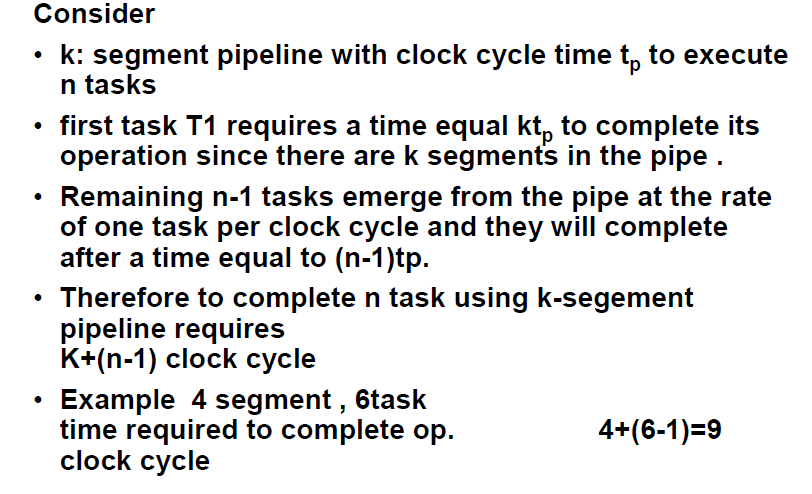 Consider
• k: segment pipeline with clock cycle time tp to execute
n tasks
• first task T1 requires a time equal ktp to complete its
operation since there are k segments in the pipe .
• Remaining n-1 tasks emerge from the pipe at the rate
of one task per clock cycle and they will complete
after a time equal to (n-1)tp.
• Therefore to complete n task using k-segement
pipeline requires
K+(n-1) clock cycle
• Example 4 segment , 6task
time required to complete op. 4+(6-1)=9
clock cycle